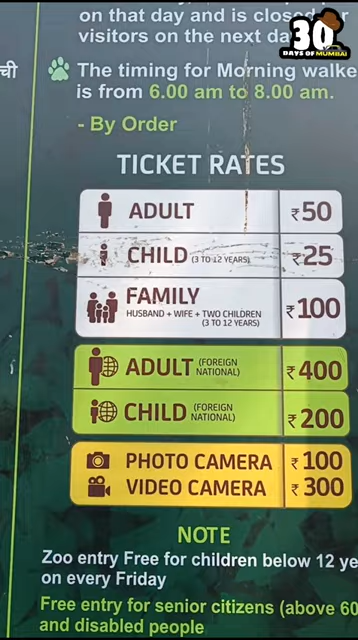 on that day and is closed for
visitors on the next day
30
DAYS OF MUMBAI
ची
The timing for Morning walke
is from 6.00 am to 8.00 am.
- By Order
TICKET RATES
ADULT ₹50
CHILD (3 TO 12 YEARS) ₹25
FAMILY ₹100
HUSBAND + WIFE + TWO CHILDREN
(3 TO 12 YEARS)
ADULT (FOREIGN NATIONAL) ₹400
CHILD (FOREIGN NATIONAL) ₹200
PHOTO CAMERA ₹100
VIDEO CAMERA ₹300
NOTE
Zoo entry Free for children below 12 ye
on every Friday
Free entry for senior citizens (above 60
and disabled people